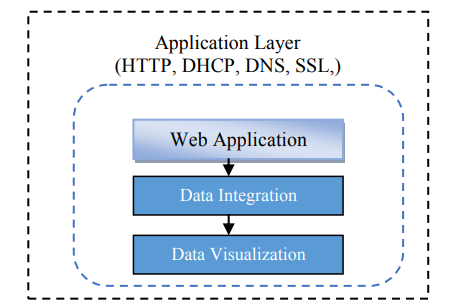 Application Layer
(HTTP, DHCP, DNS, SSL,)
Web Application
Data Integration
Data Visualization